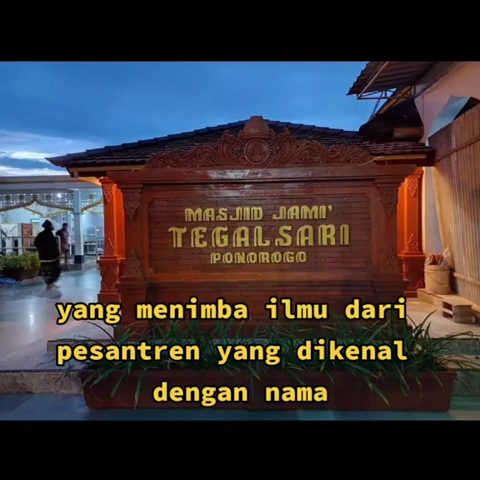 MASJID JAMI'
TEGALSARI
PONOROGO
yang menimba ilmu dari
pesantren yang dikenal
dengan nama